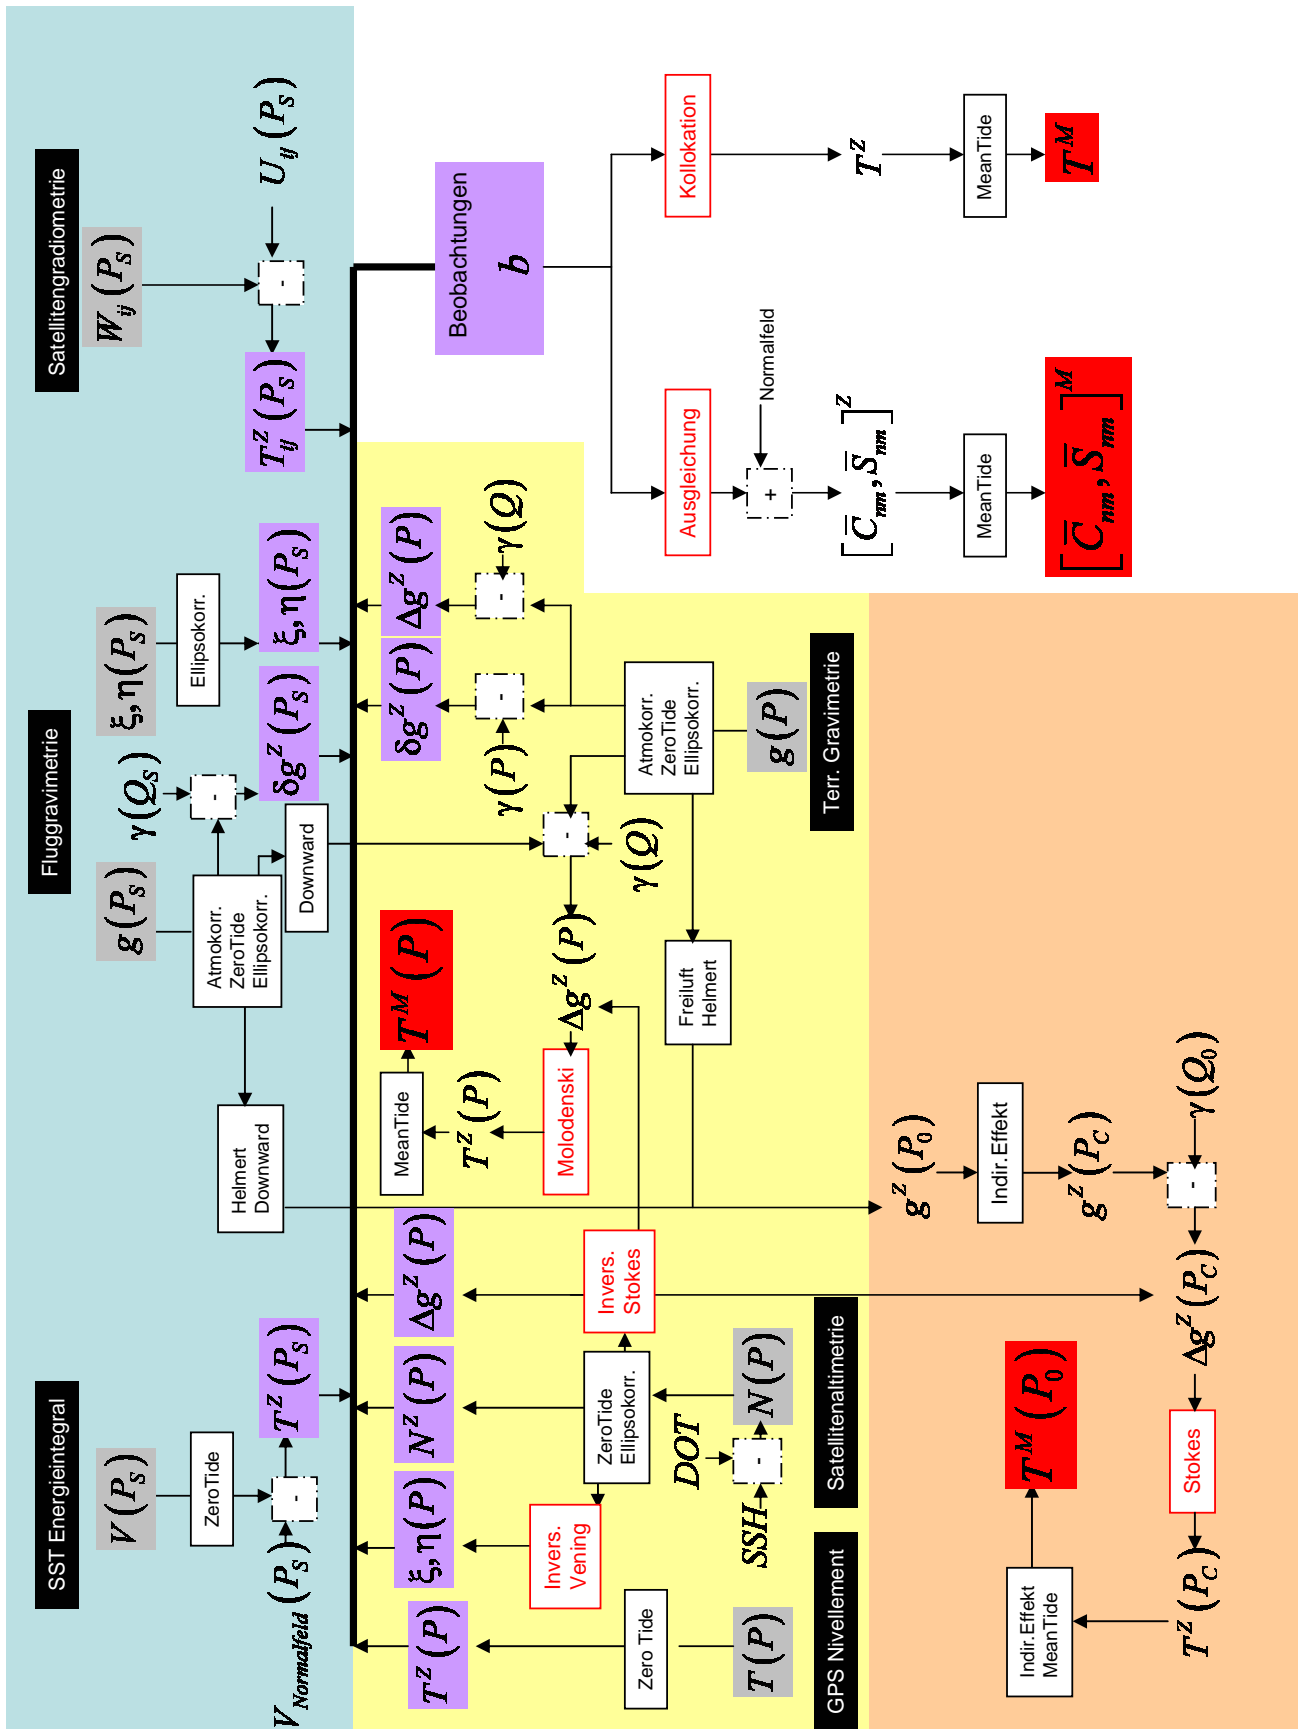 SST Energieintegral
Fluggravimetrie
Satellitengradiometrie
V(P_S)
g(P_S)
ξ,η(P_S)
W_ij(P_S)
ZeroTide
Atmokorr.
ZeroTide
Ellipsokorr.
γ(Q_S)
Ellipsokorr.
-
Helmert
Downward
Downward
V_Normalfeld(P_S)
-
T^Z(P_S)
δg^Z(P_S)
ξ,η(P_S)
T^Z_ij(P_S)
-
U_ij(P_S)
T^Z(P)
ξ,η(P)
N^Z(P)
Δg^Z(P)
MeanTide
T^M(P)
δg^Z(P)
Δg^Z(P)
Beobachtungen
b
T^Z(P)
γ(P)
-
-
γ(Q)
Invers.
Vening
Molodenski
Δg^Z(P)
-
γ(Q)
Zero Tide
ZeroTide
Ellipsokorr.
Invers.
Stokes
Freiluft
Helmert
Atmokorr.
ZeroTide
Ellipsokorr.
T(P)
SSH
-
DOT
N(P)
g(P)
GPS Nivellement
Satellitenaltimetrie
Terr. Gravimetrie
Ausgleichung
Kollokation
+
Normalfeld
[C̅_nm, S̅_nm]^Z
T^Z
MeanTide
MeanTide
[C̅_nm, S̅_nm]^M
T^M
g^Z(P_0)
Indir.Effekt
g^Z(P_C)
-
γ(Q_0)
Indir.Effekt
MeanTide
T^M(P_0)
T^Z(P_C)
Stokes
Δg^Z(P_C)